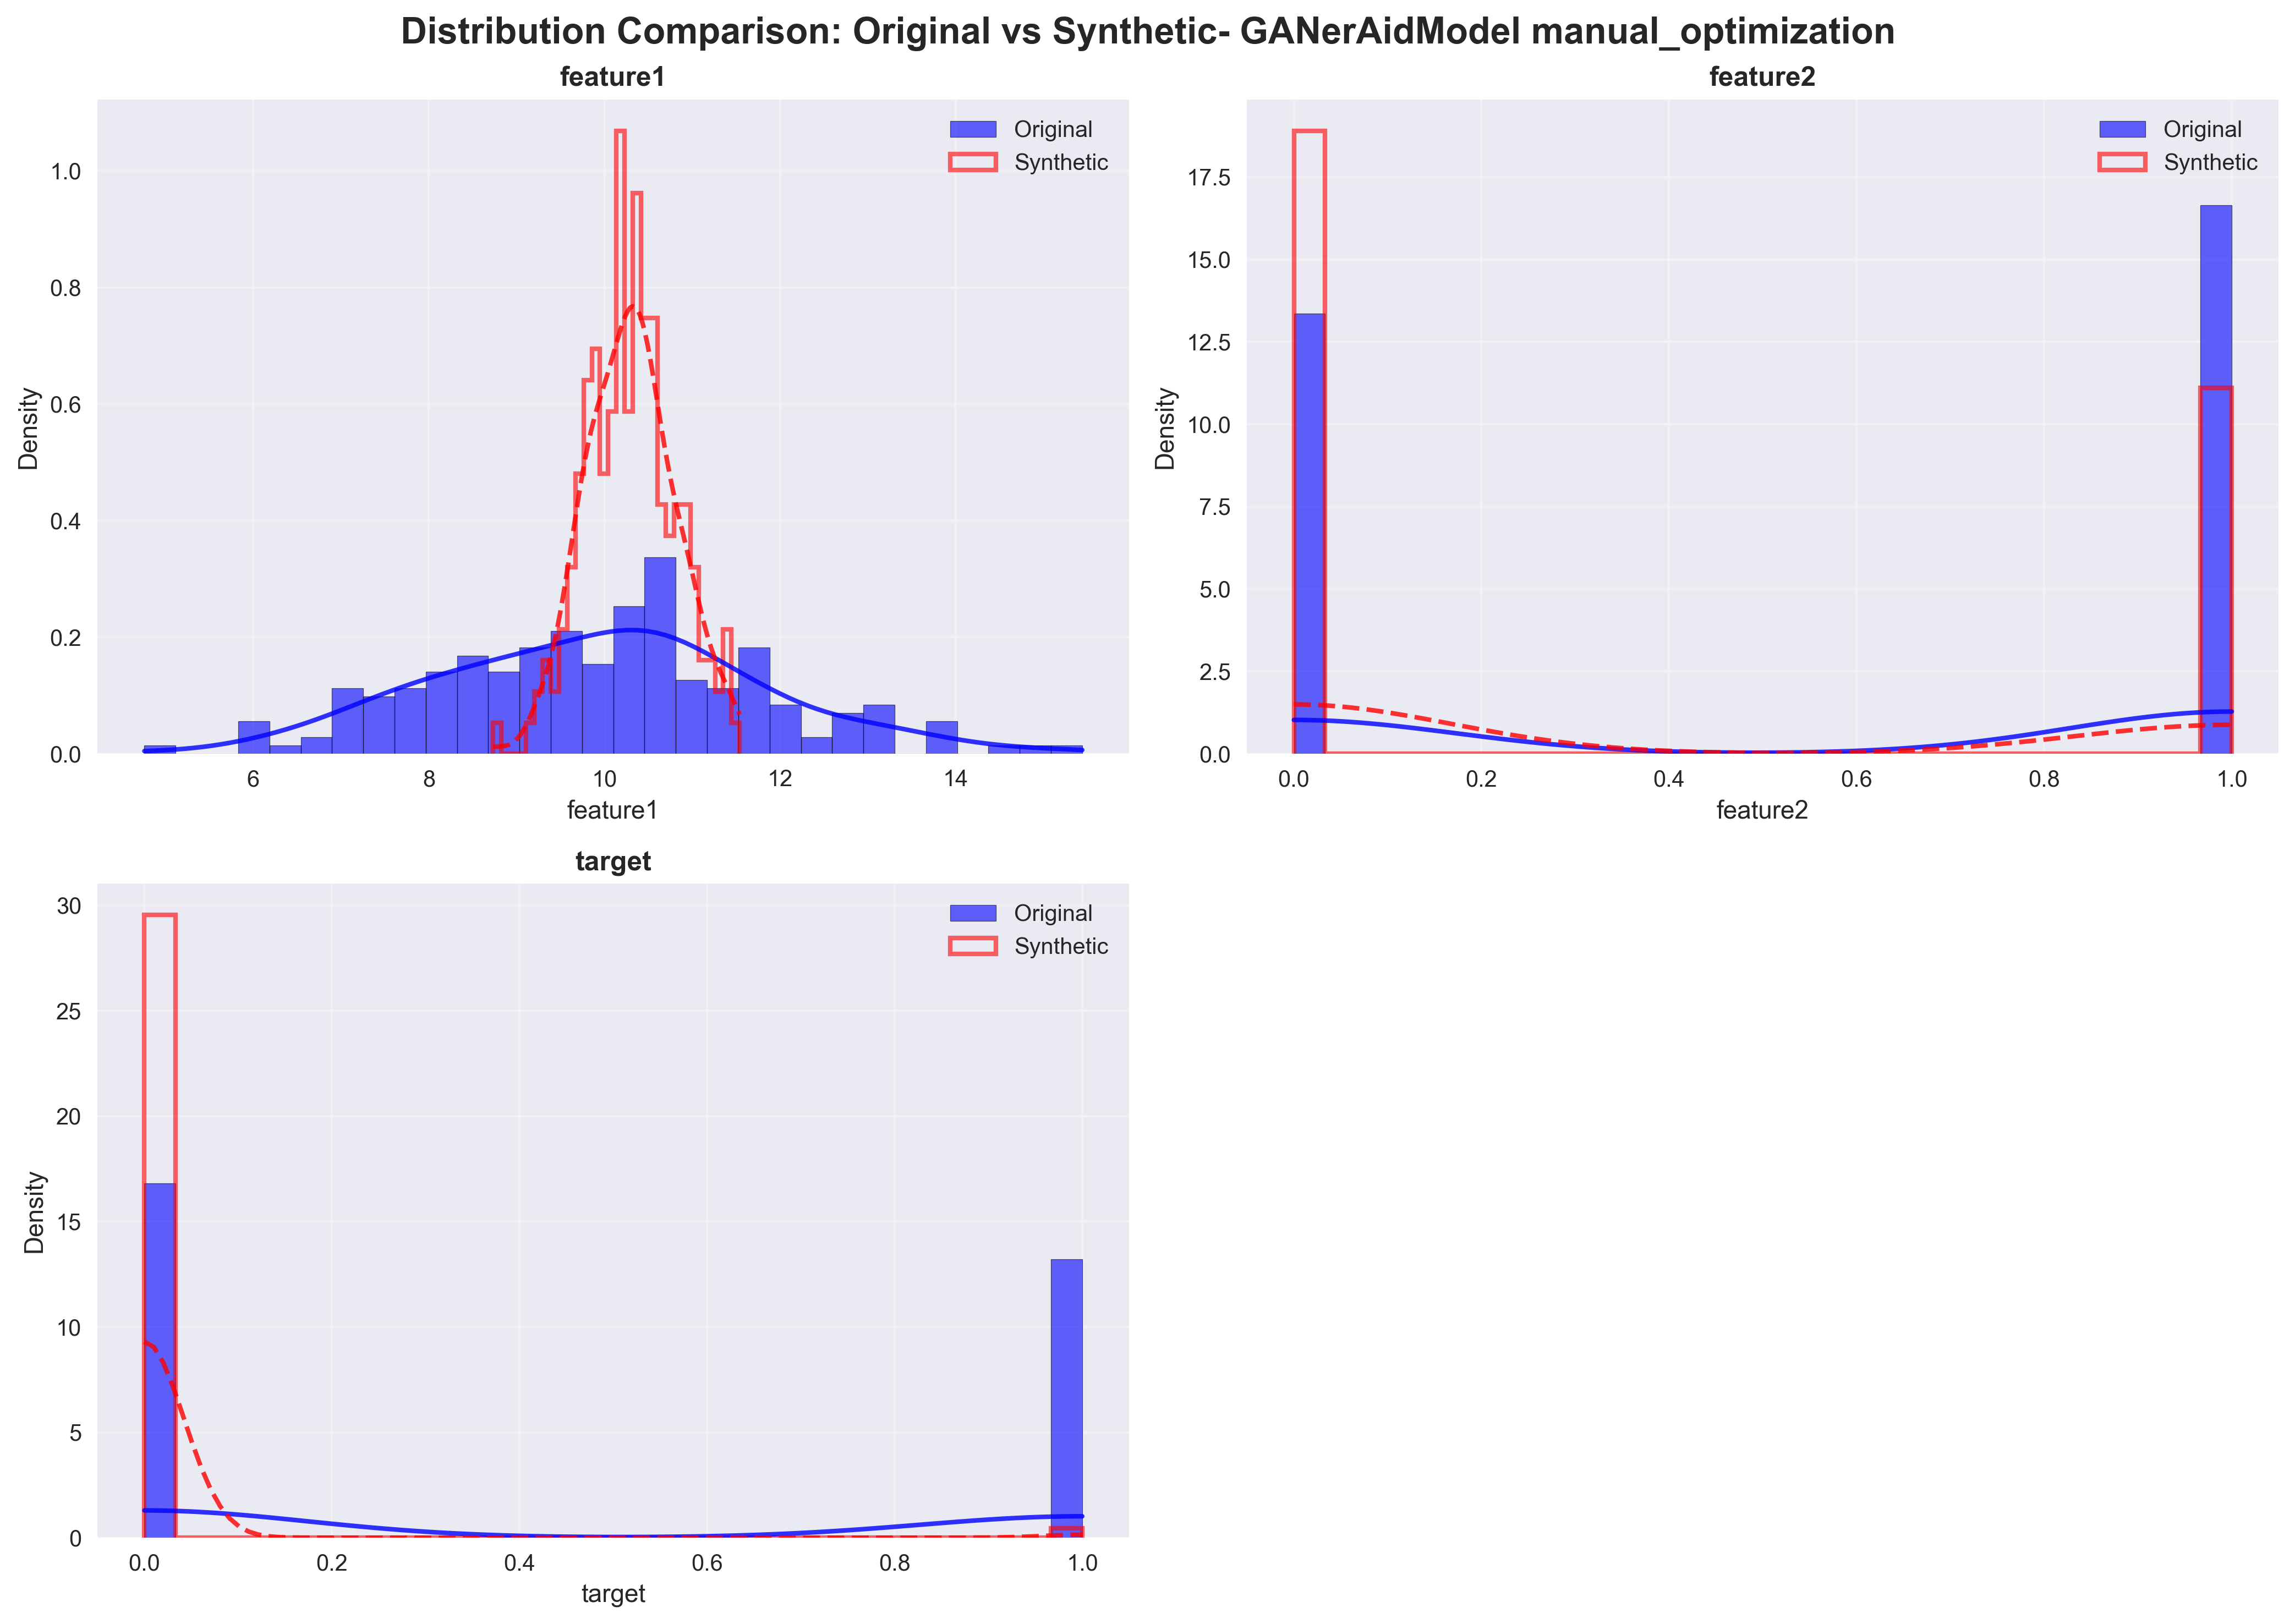 Distribution Comparison: Original vs Synthetic- GANerAidModel manual_optimization
feature1
Original
Synthetic
Density
1.0
0.8
0.6
0.4
0.2
0.0
6 8 10 12 14
feature1
feature2
Original
Synthetic
Density
17.5
15.0
12.5
10.0
7.5
5.0
2.5
0.0
0.0 0.2 0.4 0.6 0.8 1.0
feature2
target
Original
Synthetic
Density
30
25
20
15
10
5
0
0.0 0.2 0.4 0.6 0.8 1.0
target